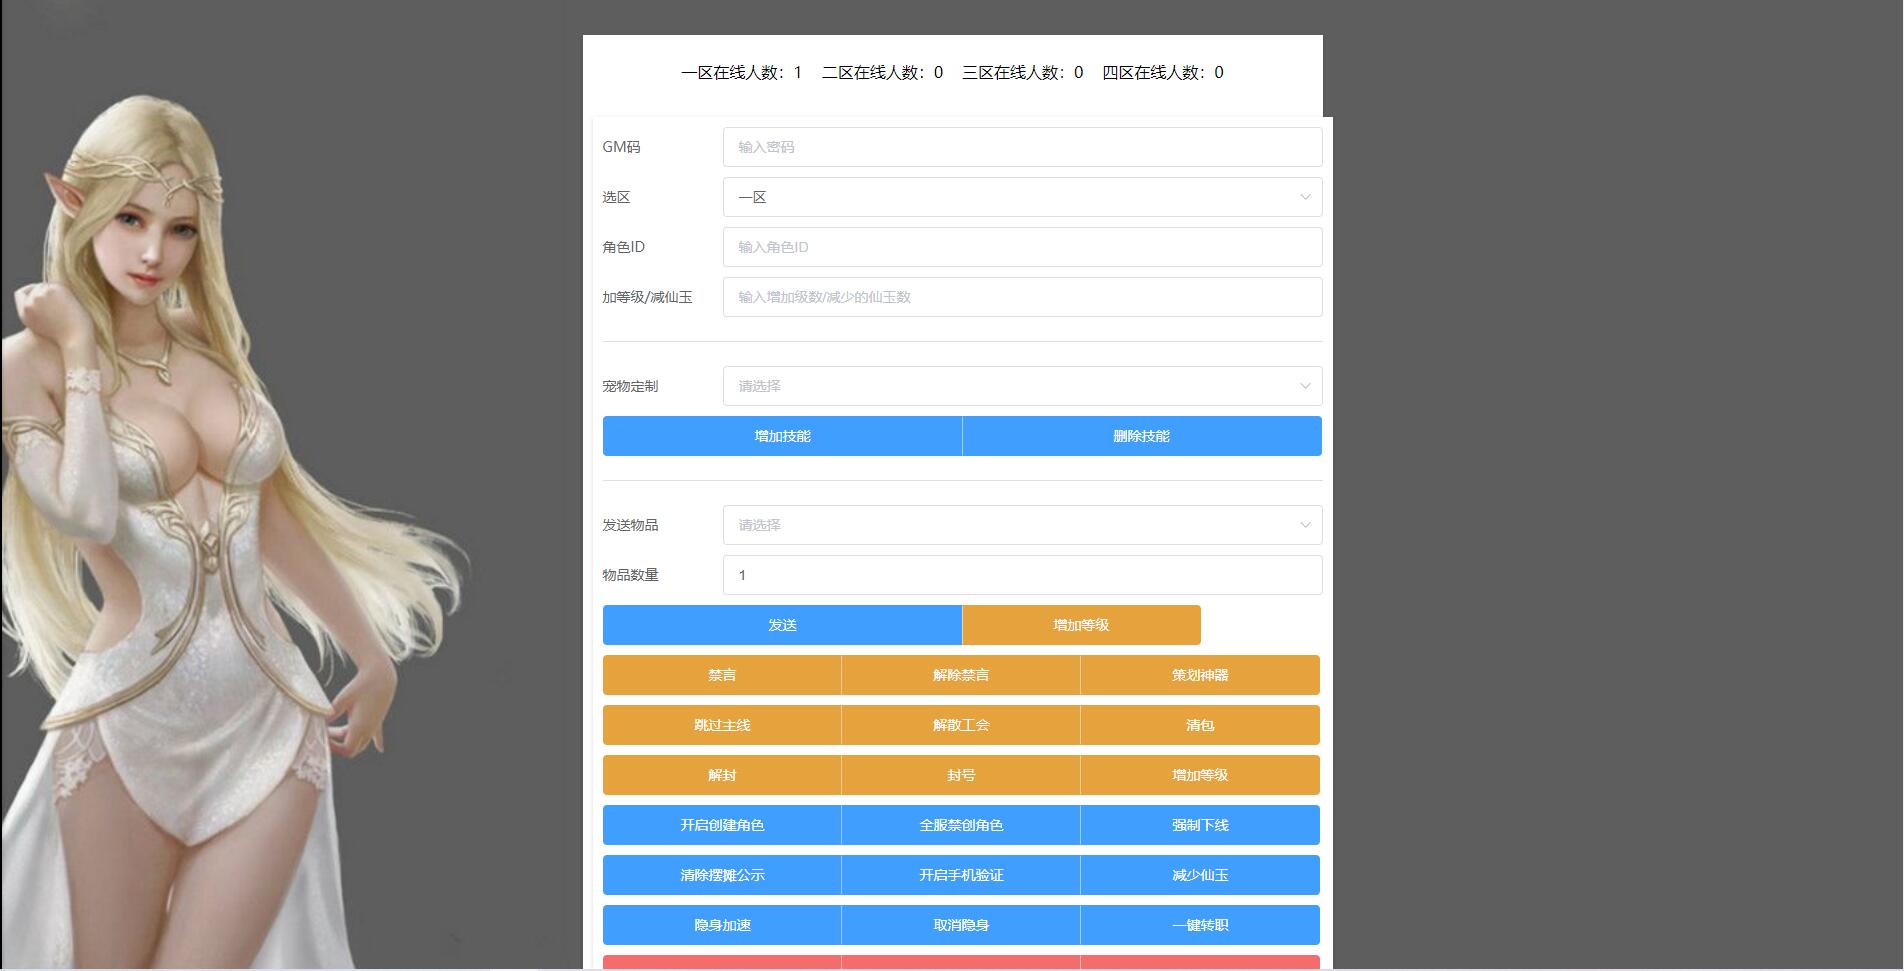 一区在线人数：1 二区在线人数：0 三区在线人数：0 四区在线人数：0
GM码 输入密码
选区 一区
角色ID 输入角色ID
加等级/减仙玉 输入增加级数/减少的仙玉数
宠物定制 请选择
增加技能 删除技能
发送物品 请选择
物品数量 1
发送 增加等级
禁言 解除禁言 策划神器
跳过主线 解散工会 清包
解封 封号 增加等级
开启创建角色 全服禁创角色 强制下线
清除摆摊公示 开启手机验证 减少仙玉
隐身加速 取消隐身 一键转职